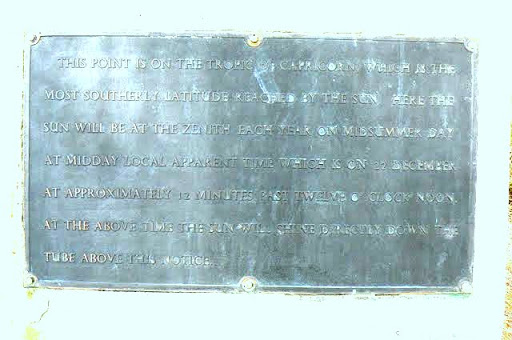 THIS POINT IS ON THE TROPIC OF CAPRICORN, WHICH IS THE
MOST SOUTHERLY LATITUDE REACHED BY THE SUN. HERE THE
SUN WILL BE AT THE ZENITH EACH YEAR ON MIDSUMMER DAY
AT MIDDAY LOCAL APPARENT TIME WHICH IS ON 22 DECEMBER
AT APPROXIMATELY 12 MINUTES PAST TWELVE O'CLOCK NOON.
AT THE ABOVE TIME THE SUN WILL SHINE DIRECTLY DOWN THE
TUBE ABOVE THIS NOTICE.